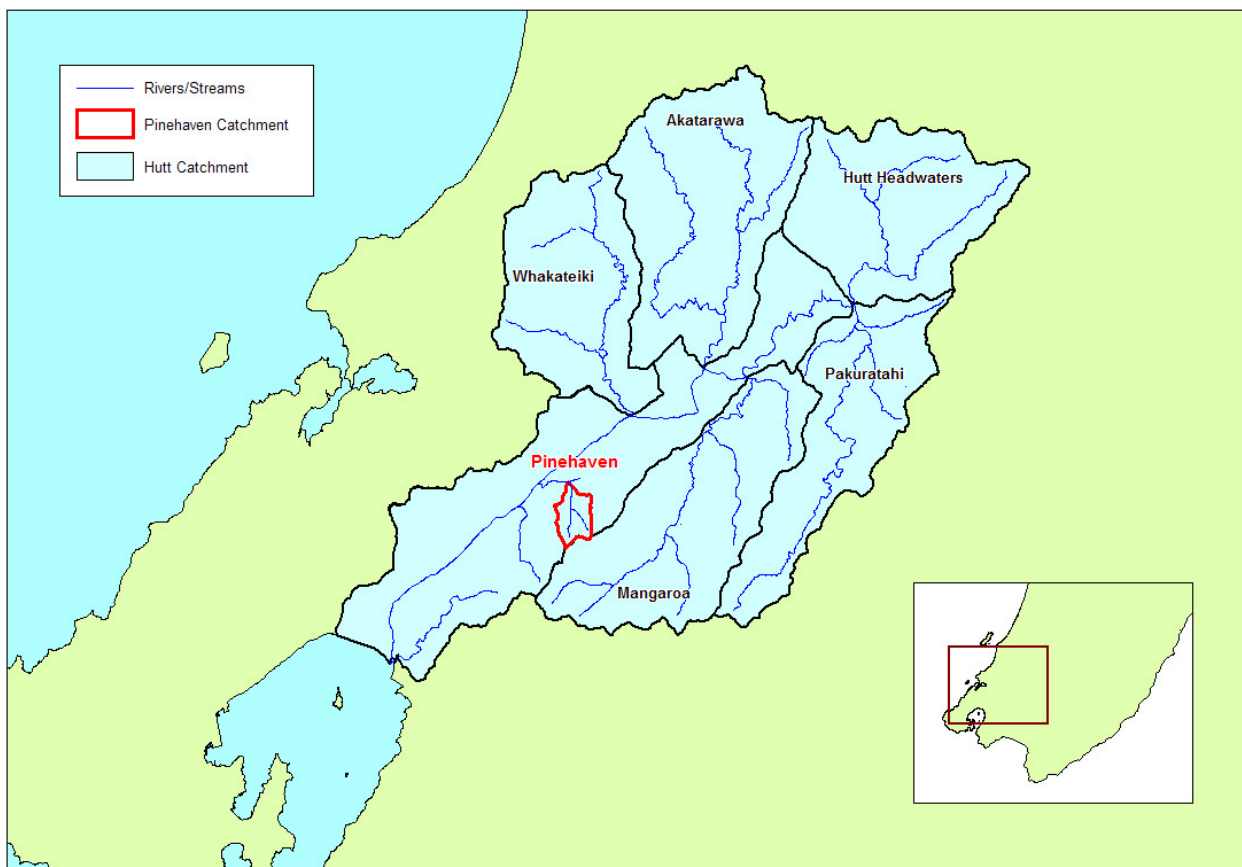 Rivers/Streams
Pinehaven Catchment
Hutt Catchment
Akatarawa
Hutt Headwaters
Whakateiki
Pakuratahi
Pinehaven
Mangaroa